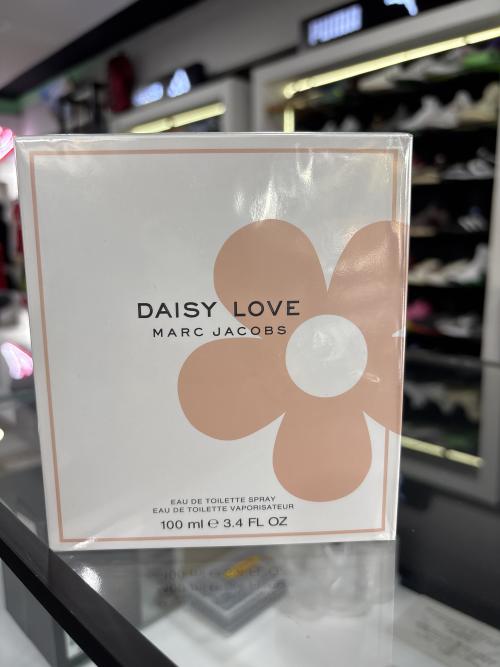 PUMA
DAISY LOVE
MARC JACOBS
EAU DE TOILETTE SPRAY
EAU DE TOILETTE VAPORISATEUR
100 ml ℮ 3.4 FL OZ